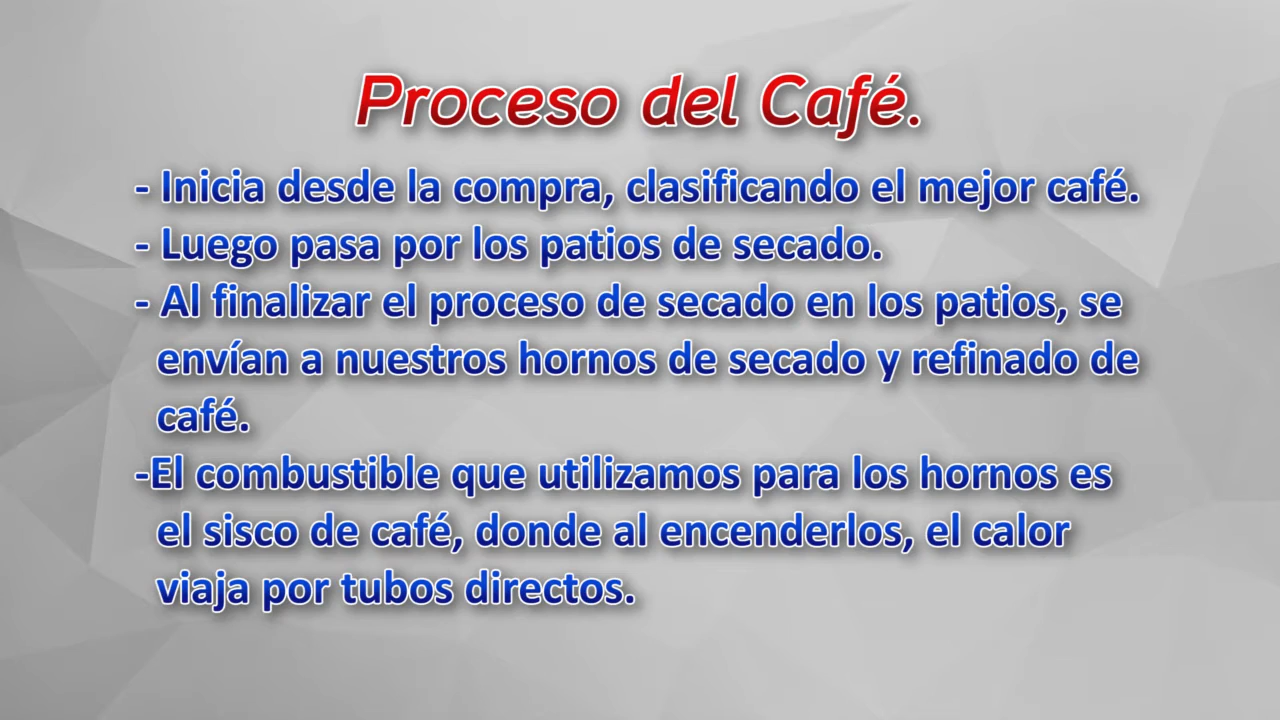 Proceso del Café.
- Inicia desde la compra, clasificando el mejor café.
- Luego pasa por los patios de secado.
- Al finalizar el proceso de secado en los patios, se
envían a nuestros hornos de secado y refinado de
café.
-El combustible que utilizamos para los hornos es
el sisco de café, donde al encenderlos, el calor
viaja por tubos directos.